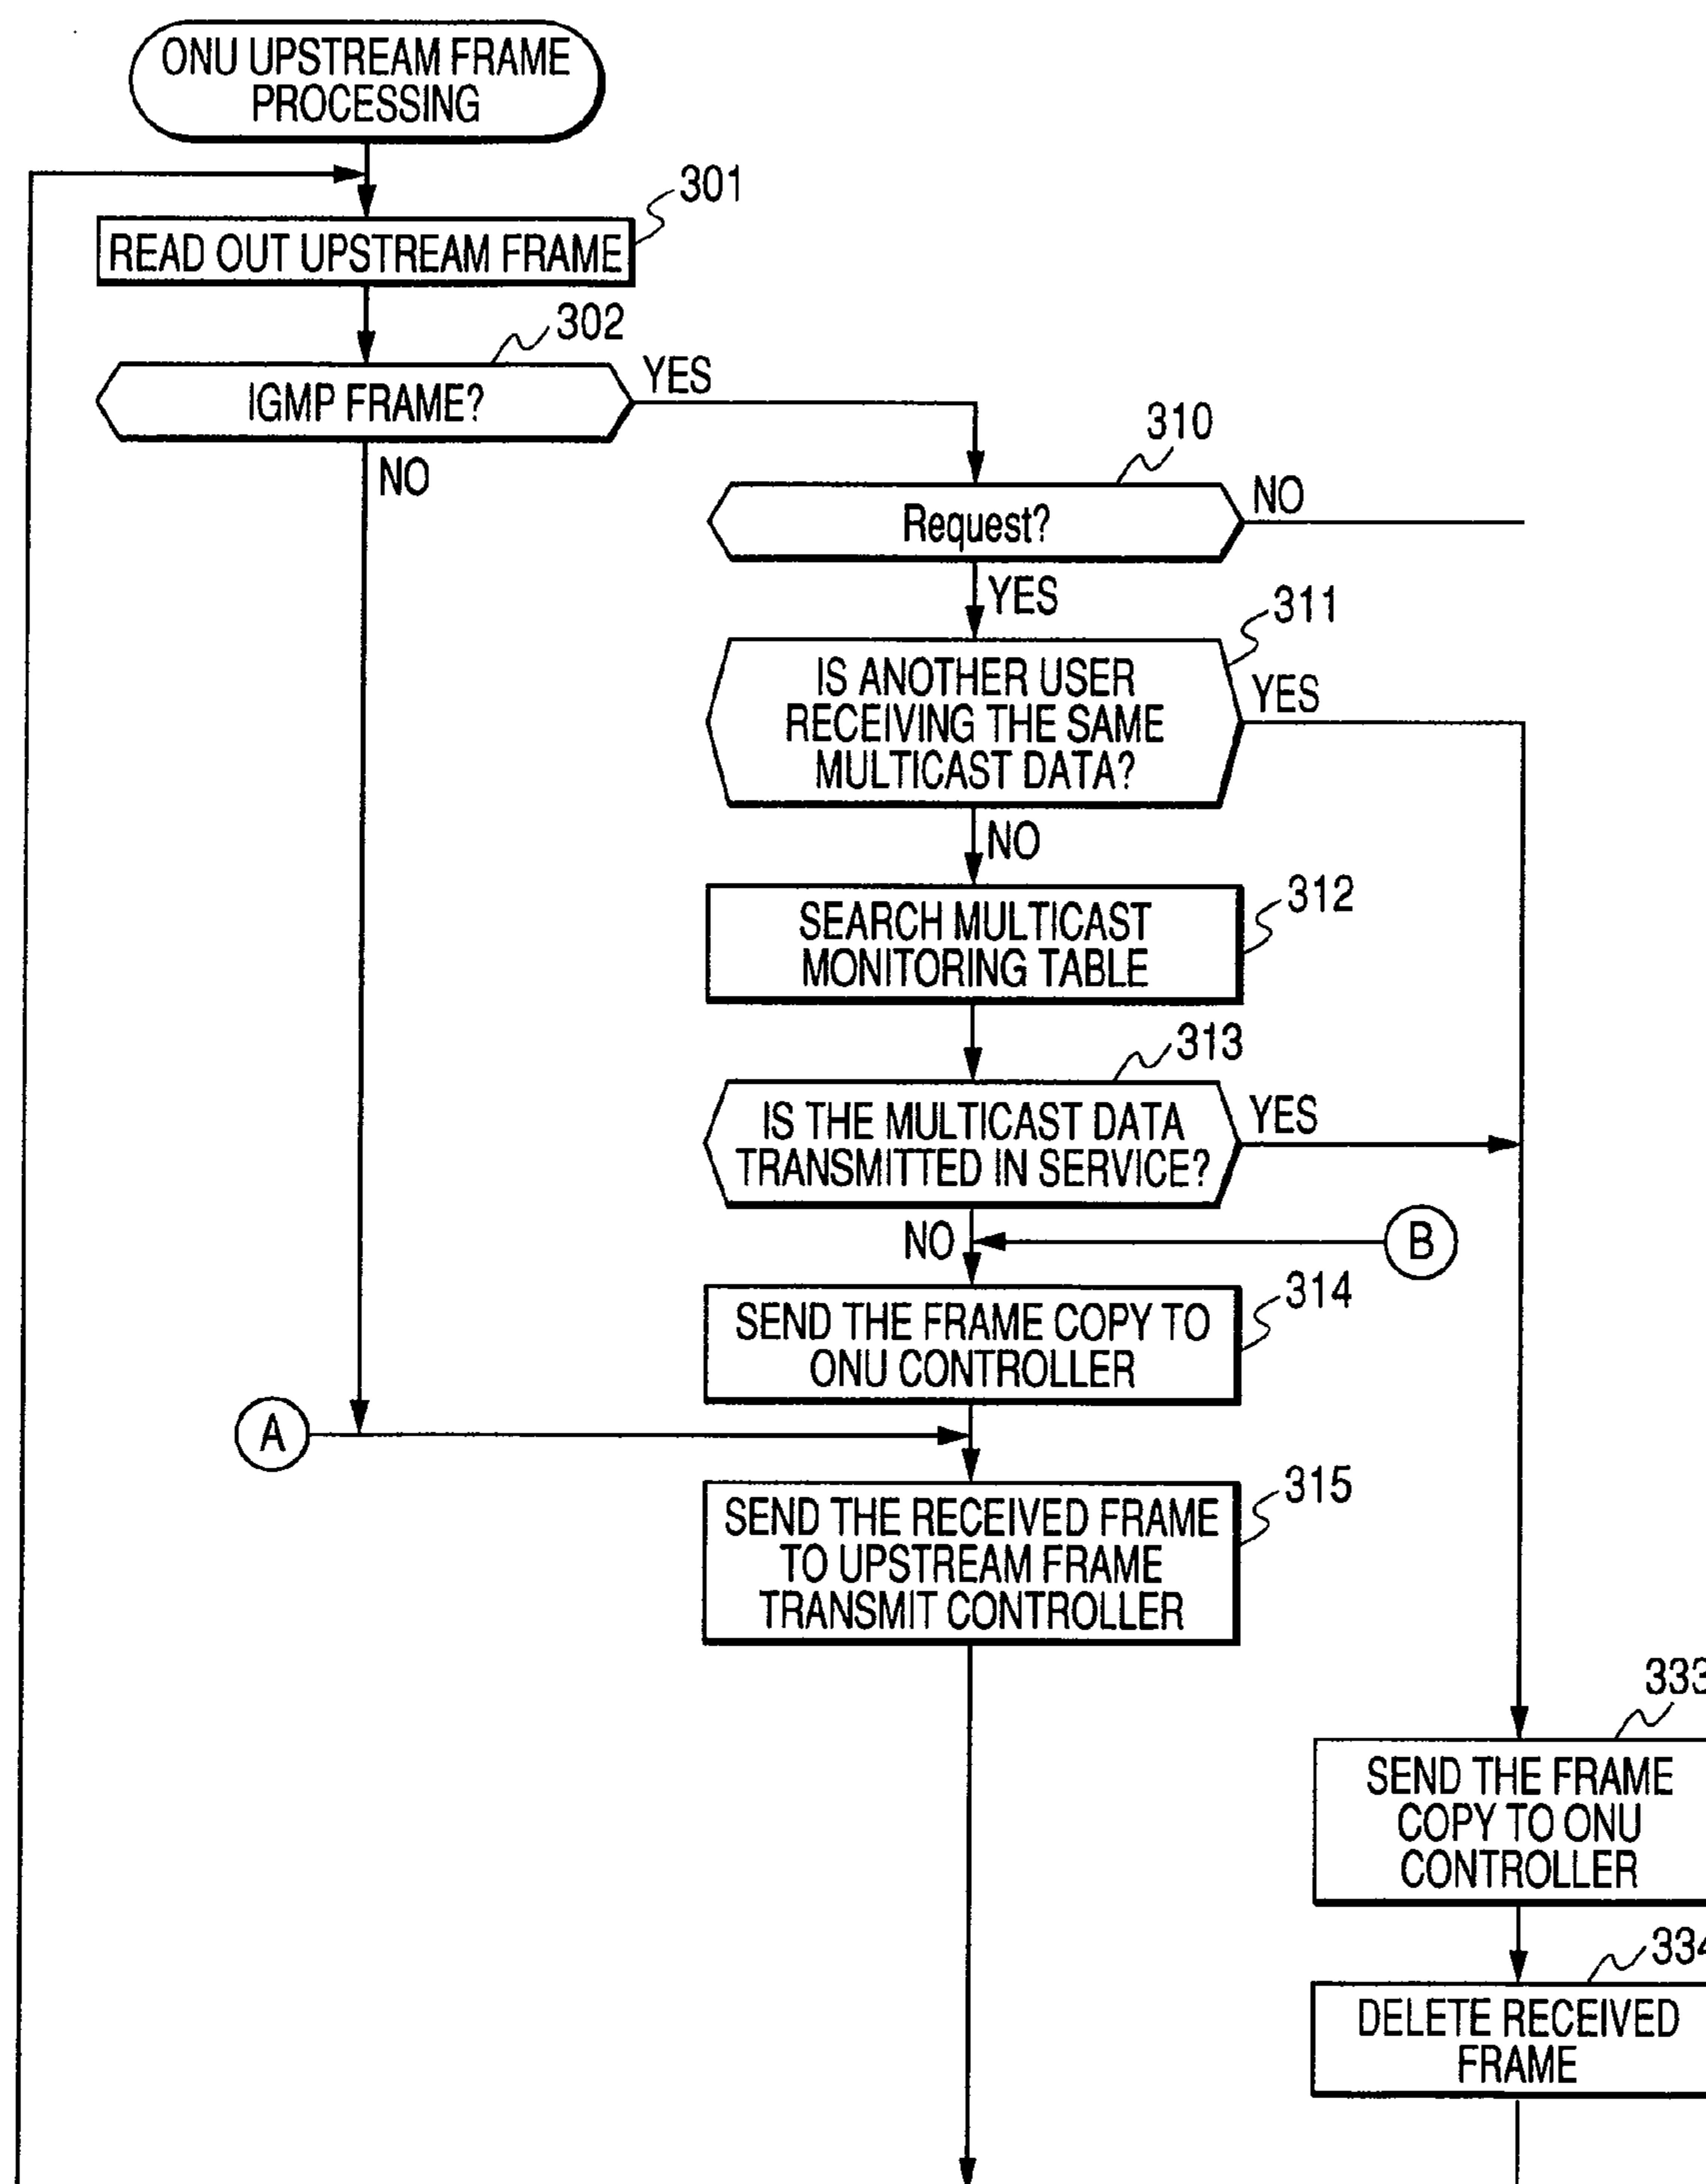 ONU UPSTREAM FRAME
PROCESSING
301
READ OUT UPSTREAM FRAME
302
IGMP FRAME?
YES
NO
310
Request?
NO
YES
311
IS ANOTHER USER
RECEIVING THE SAME
MULTICAST DATA?
YES
NO
312
SEARCH MULTICAST
MONITORING TABLE
313
IS THE MULTICAST DATA
TRANSMITTED IN SERVICE?
YES
NO
B
314
SEND THE FRAME COPY TO
ONU CONTROLLER
A
315
SEND THE RECEIVED FRAME
TO UPSTREAM FRAME
TRANSMIT CONTROLLER
333
SEND THE FRAME
COPY TO ONU
CONTROLLER
334
DELETE RECEIVED
FRAME